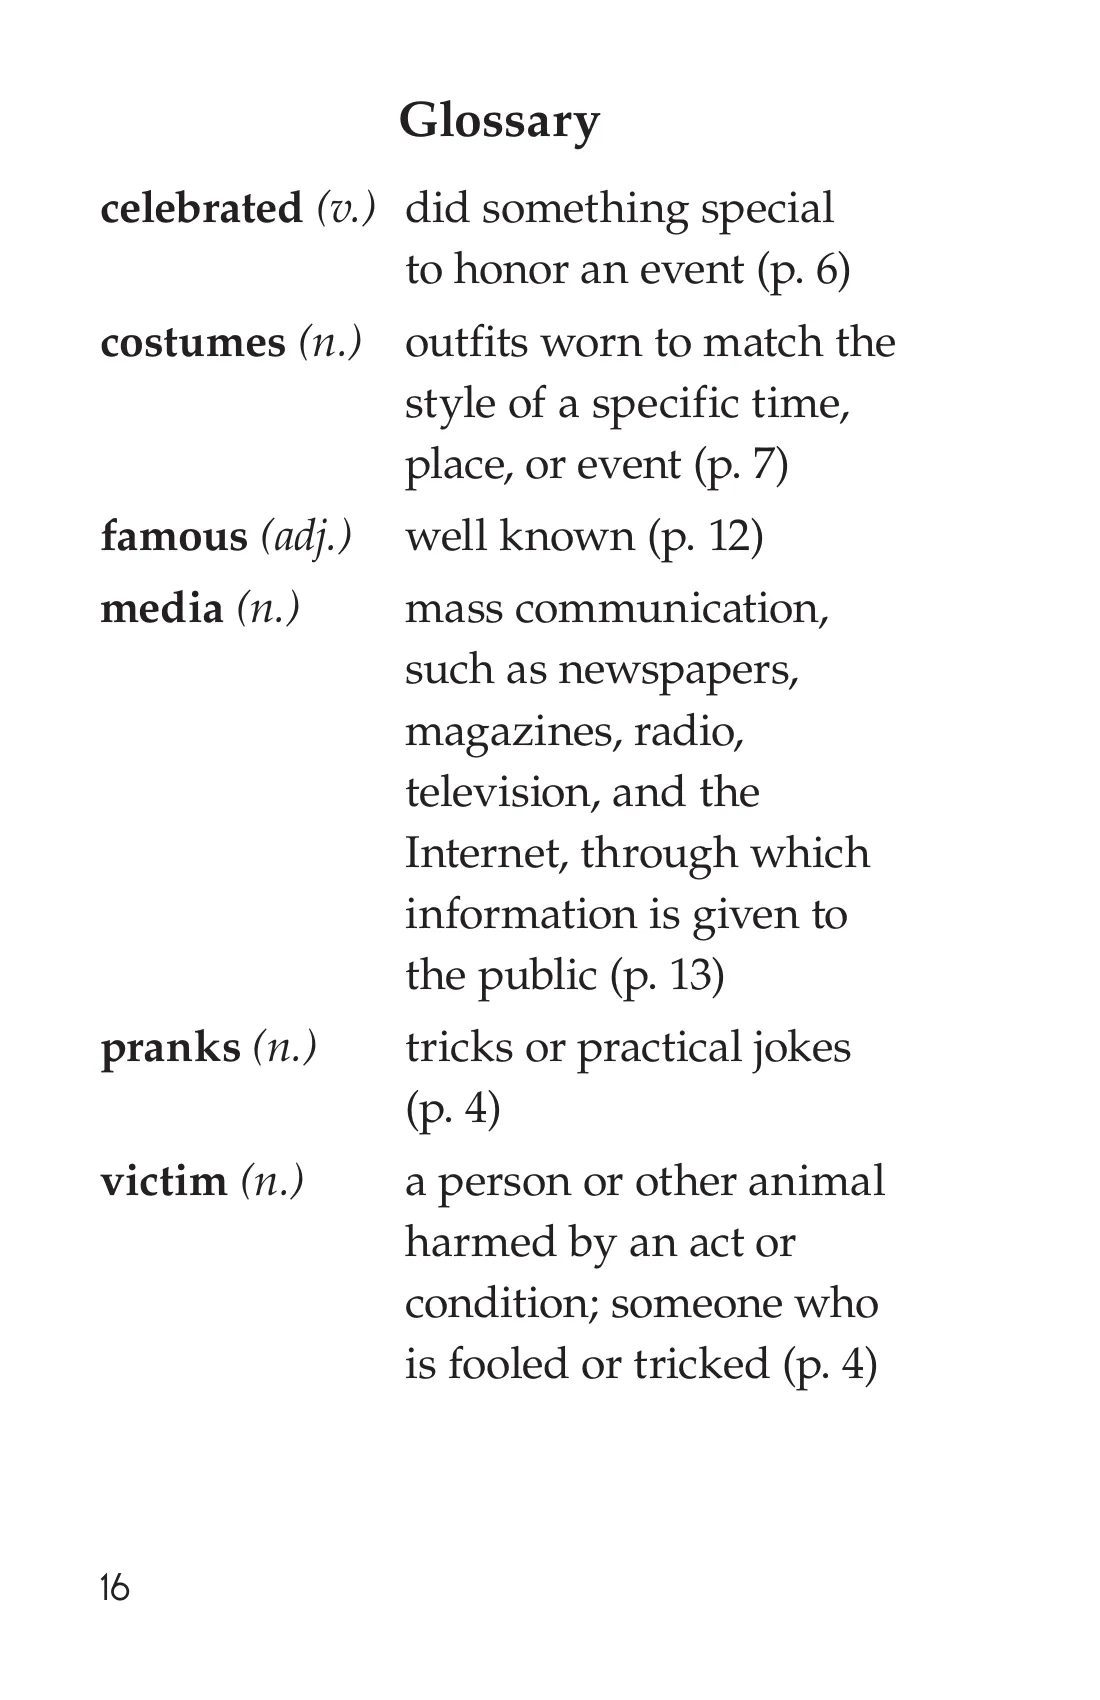 Glossary
celebrated (v.) did something special
to honor an event (p. 6)
costumes (n.) outfits worn to match the
style of a specific time,
place, or event (p. 7)
famous (adj.) well known (p. 12)
media (n.) mass communication,
such as newspapers,
magazines, radio,
television, and the
Internet, through which
information is given to
the public (p. 13)
pranks (n.) tricks or practical jokes
(p. 4)
victim (n.) a person or other animal
harmed by an act or
condition; someone who
is fooled or tricked (p. 4)
16